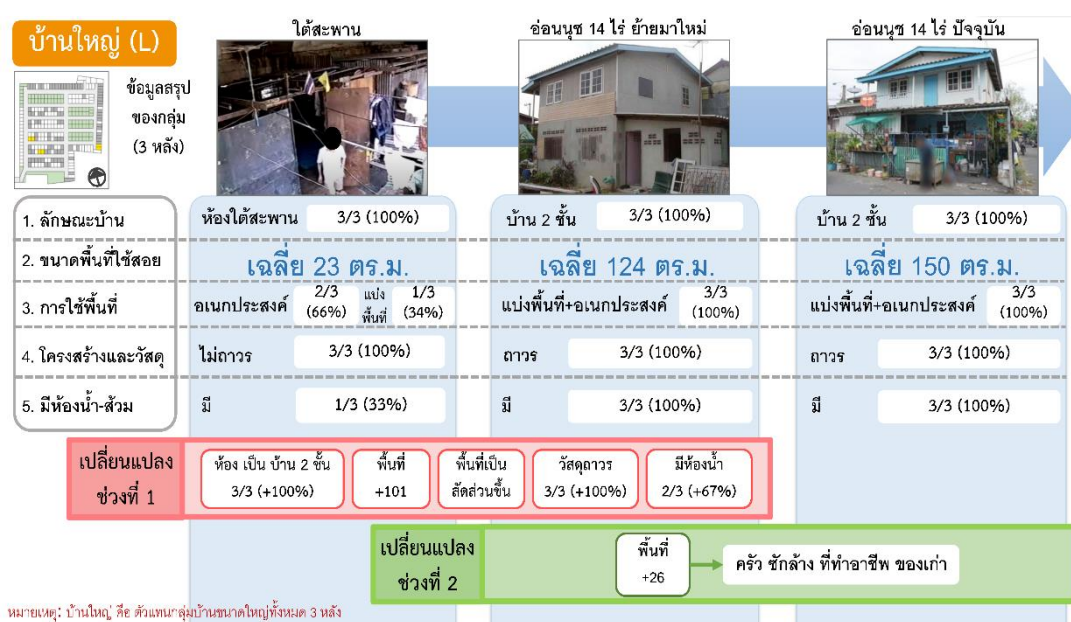 บ้านใหญ่ (L)
ข้อมูลสรุป
ของกลุ่ม
(3 หลัง)
ใต้สะพาน
อ่อนนุช 14 ไร่ ย้ายมาใหม่
อ่อนนุช 14 ไร่ ปัจจุบัน
1. ลักษณะบ้าน
ห้องใต้สะพาน 3/3 (100%)
บ้าน 2 ชั้น 3/3 (100%)
บ้าน 2 ชั้น 3/3 (100%)
2. ขนาดพื้นที่ใช้สอย
เฉลี่ย 23 ตร.ม.
เฉลี่ย 124 ตร.ม.
เฉลี่ย 150 ตร.ม.
3. การใช้พื้นที่
อเนกประสงค์
2/3
(66%)
แบ่ง
พื้นที่
1/3
(34%)
แบ่งพื้นที่+อเนกประสงค์
3/3
(100%)
แบ่งพื้นที่+อเนกประสงค์
3/3
(100%)
4. โครงสร้างและวัสดุ
ไม่ถาวร 3/3 (100%)
ถาวร 3/3 (100%)
ถาวร 3/3 (100%)
5. มีห้องน้ำ-ส้วม
มี 1/3 (33%)
มี 3/3 (100%)
มี 3/3 (100%)
เปลี่ยนแปลง
ช่วงที่ 1
ห้อง เป็น บ้าน 2 ชั้น
3/3 (+100%)
พื้นที่
+101
พื้นที่เป็น
สัดส่วนขึ้น
วัสดุถาวร
3/3 (+100%)
มีห้องน้ำ
2/3 (+67%)
เปลี่ยนแปลง
ช่วงที่ 2
พื้นที่
+26
ครัว ซักล้าง ที่ทำอาชีพ ของเก่า
หมายเหตุ: บ้านใหญ่ คือ ตัวแทนกลุ่มบ้านขนาดใหญ่ทั้งหมด 3 หลัง